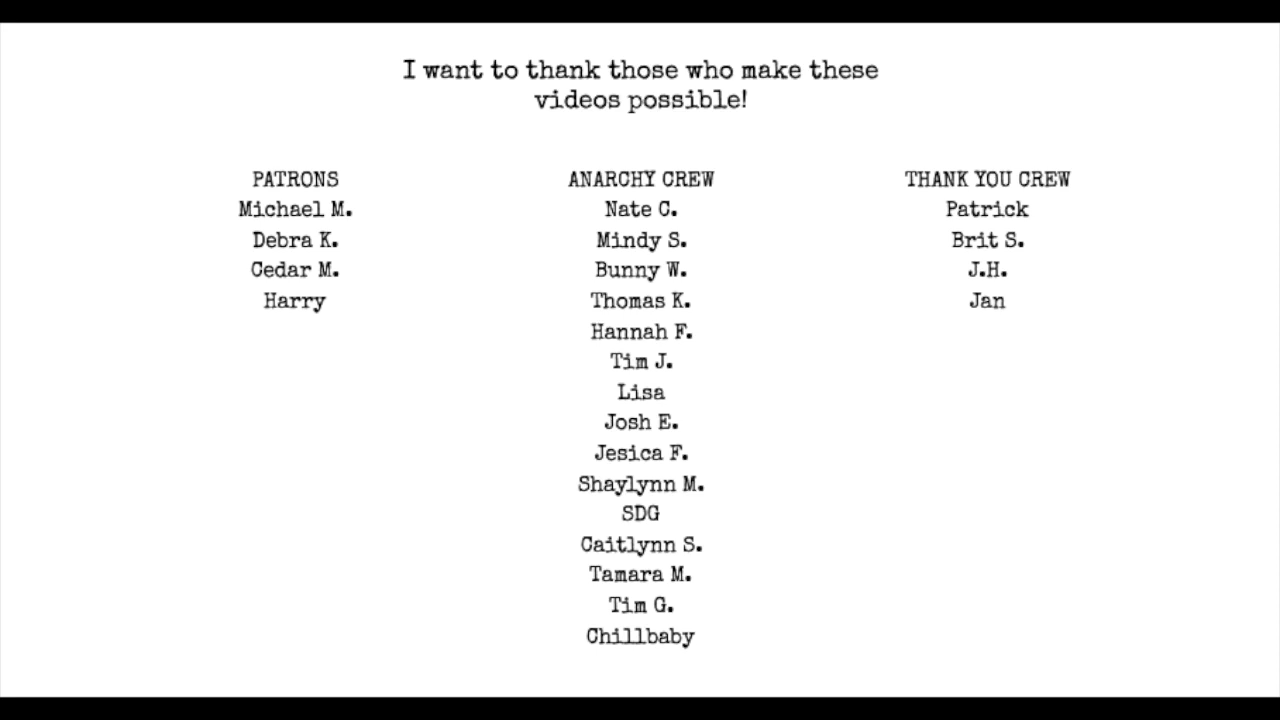 I want to thank those who make these
videos possible!
PATRONS
Michael M.
Debra K.
Cedar M.
Harry
ANARCHY CREW
Nate C.
Mindy S.
Bunny W.
Thomas K.
Hannah F.
Tim J.
Lisa
Josh E.
Jesica F.
Shaylynn M.
SDG
Caitlynn S.
Tamara M.
Tim G.
Chillbaby
THANK YOU CREW
Patrick
Brit S.
J.H.
Jan